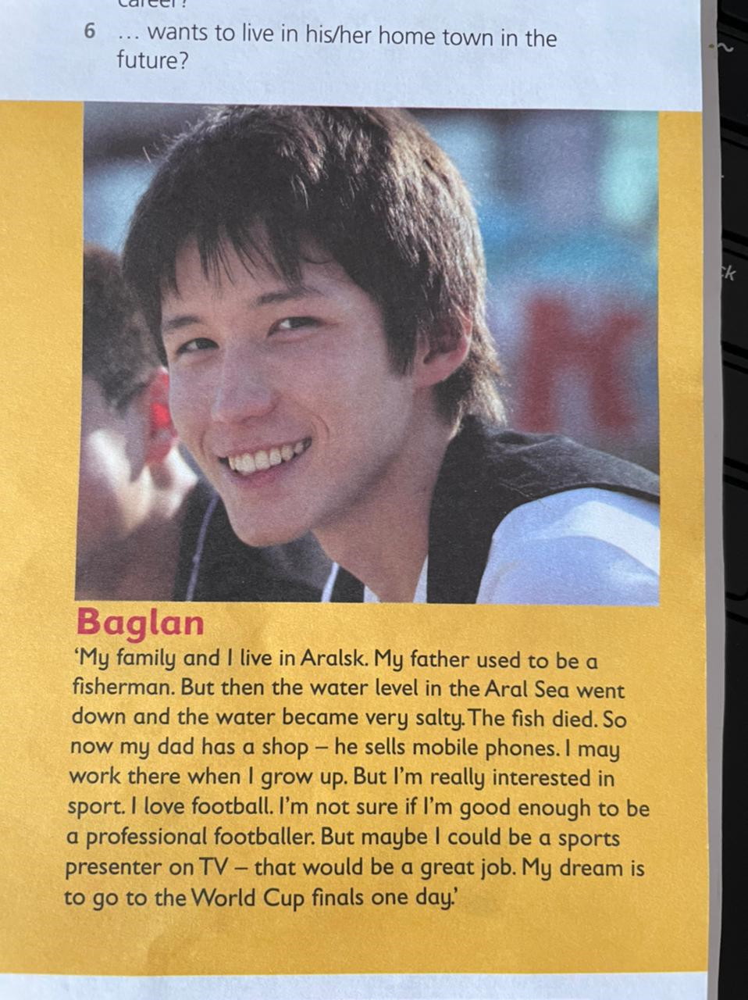 career?
6 ... wants to live in his/her home town in the
future?
K
Baglan
‘My family and I live in Aralsk. My father used to be a
fisherman. But then the water level in the Aral Sea went
down and the water became very salty. The fish died. So
now my dad has a shop – he sells mobile phones. I may
work there when I grow up. But I’m really interested in
sport. I love football. I’m not sure if I’m good enough to be
a professional footballer. But maybe I could be a sports
presenter on TV – that would be a great job. My dream is
to go to the World Cup finals one day.’